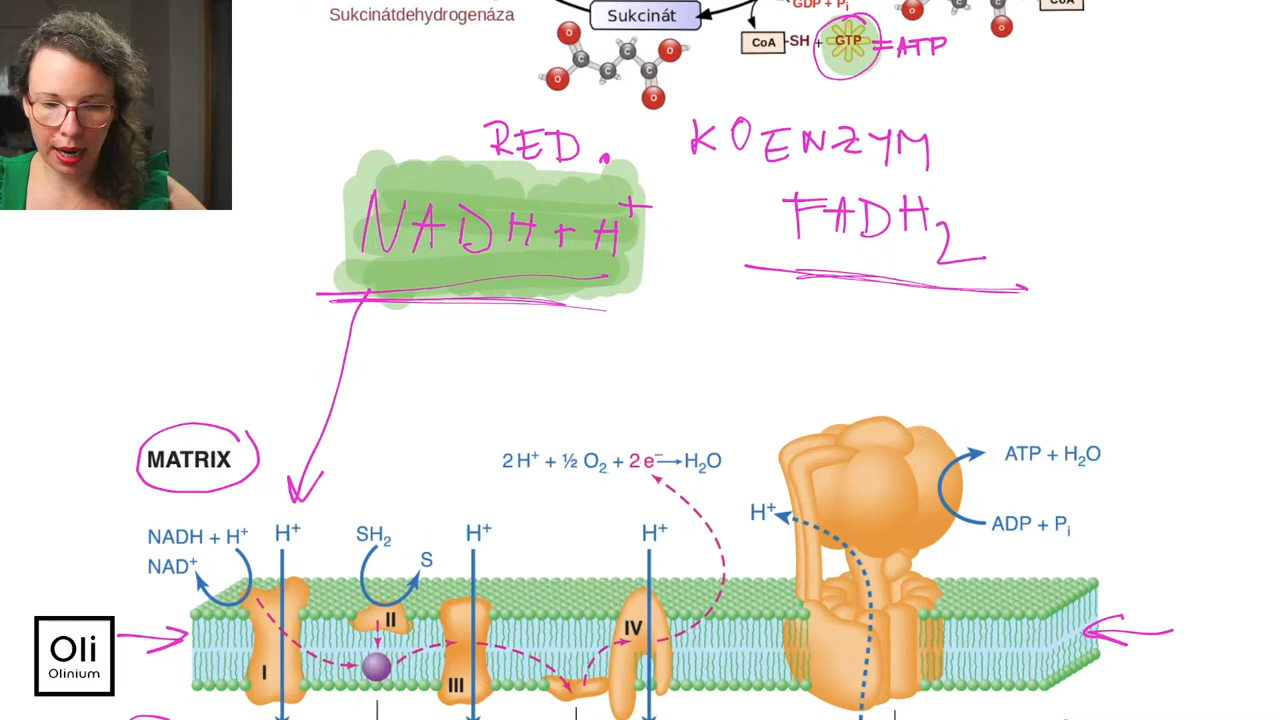 Sukcinátdehydrogenáza
Sukcinát
GDP + Pi
CoA-SH + GTP = ATP
CoA
RED. KOENZYM
NADH + H⁺ FADH₂
MATRIX
2 H⁺ + ½ O₂ + 2 e⁻ → H₂O
ATP + H₂O
H⁺
ADP + Pi
NADH + H⁺
NAD⁺
H⁺
SH₂
S
H⁺
H⁺
I
II
III
IV
Oli
Olinium
O
O
C
C
C
C
O
O
O
C
O